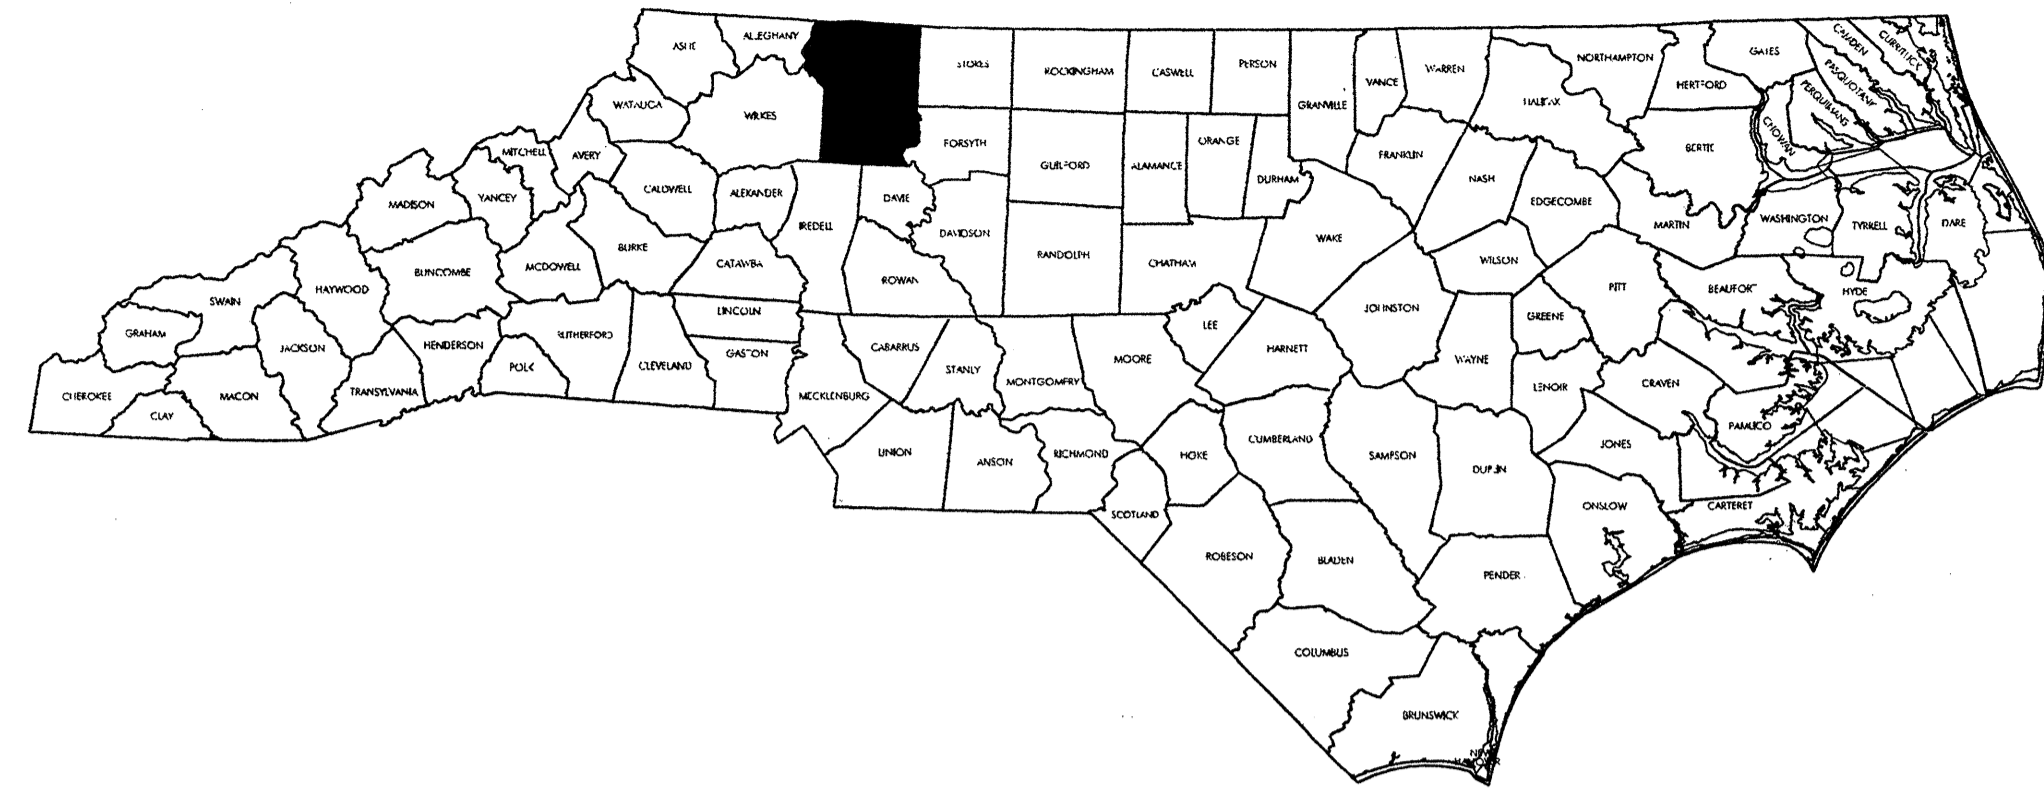 ASHE
ALLEGHANY
STOKES
ROCKINGHAM
CASWELL
PERSON
GRANVILLE
VANCE
WARREN
HALIFAX
NORTHAMPTON
HERTFORD
GATES
CAMDEN
CURRITUCK
PASQUOTANK
PERQUIMANS
CHOWAN
BERTIE
WATAUGA
WILKES
FORSYTH
GUILFORD
ALAMANCE
ORANGE
DURHAM
FRANKLIN
NASH
EDGECOMBE
MARTIN
WASHINGTON
TYRRELL
DARE
MITCHELL
AVERY
MADISON
YANCEY
CALDWELL
ALEXANDER
IREDELL
DAVIE
DAVIDSON
RANDOLPH
CHATHAM
WAKE
WILSON
PITT
BEAUFORT
HYDE
SWAIN
HAYWOOD
BUNCOMBE
MCDOWELL
BURKE
CATAWBA
ROWAN
LINCOLN
GRAHAM
JACKSON
HENDERSON
RUTHERFORD
POLK
CLEVELAND
GASTON
CABARRUS
STANLY
MONTGOMERY
MOORE
LEE
HARNETT
JOHNSTON
WAYNE
GREENE
LENOIR
CRAVEN
PAMLICO
CHEROKEE
CLAY
MACON
TRANSYLVANIA
MECKLENBURG
UNION
ANSON
RICHMOND
SCOTLAND
HOKE
CUMBERLAND
SAMPSON
DUPLIN
JONES
ONSLOW
CARTERET
ROBESON
BLADEN
PENDER
COLUMBUS
BRUNSWICK
NEW
HANOVER